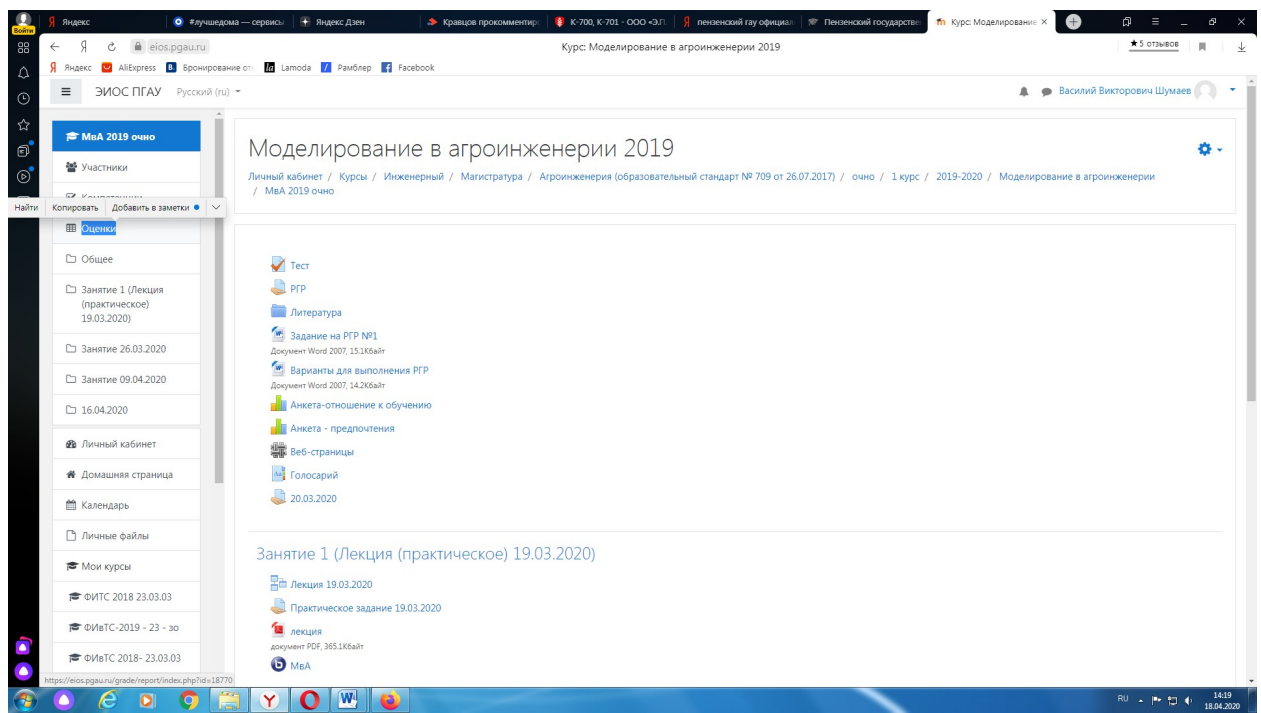 Войти
Яндекс
#лучшедома — сервисы
Яндекс Дзен
Кравцов прокомментиро
К-700, К-701 - ООО «Э.П.
пензенский гау официал
Пензенский государстве
Курс: Моделирование
eios.pgau.ru
Курс: Моделирование в агроинженерии 2019
★5 отзывов
Яндекс
AliExpress
Бронирование от
Lamoda
Рамблер
Facebook
ЭИОС ПГАУ
Русский (ru)
Василий Викторович Шумаев
МвА 2019 очно
Участники
Компетенции
Найти
Копировать
Добавить в заметки
Оценки
Общее
Занятие 1 (Лекция
(практическое)
19.03.2020)
Занятие 26.03.2020
Занятие 09.04.2020
16.04.2020
Личный кабинет
Домашняя страница
Календарь
Личные файлы
Мои курсы
ФИТС 2018 23.03.03
ФИвТС-2019 - 23 - зо
ФИвТС 2018- 23.03.03
https://eios.pgau.ru/grade/report/index.php?id=18770
Моделирование в агроинженерии 2019
Личный кабинет / Курсы / Инженерный / Магистратура / Агроинженерия (образовательный стандарт № 709 от 26.07.2017) / очно / 1 курс / 2019-2020 / Моделирование в агроинженерии
/ МвА 2019 очно
Тест
РГР
Литература
Задание на РГР №1
Документ Word 2007, 15.1Кбайт
Варианты для выполнения РГР
Документ Word 2007, 14.2Кбайт
Анкета-отношение к обучению
Анкета - предпочтения
Веб-страницы
Голосарий
20.03.2020
Занятие 1 (Лекция (практическое) 19.03.2020)
Лекция 19.03.2020
Практическое задание 19.03.2020
лекция
документ PDF, 365.1Кбайт
МвА
RU
14:19
18.04.2020